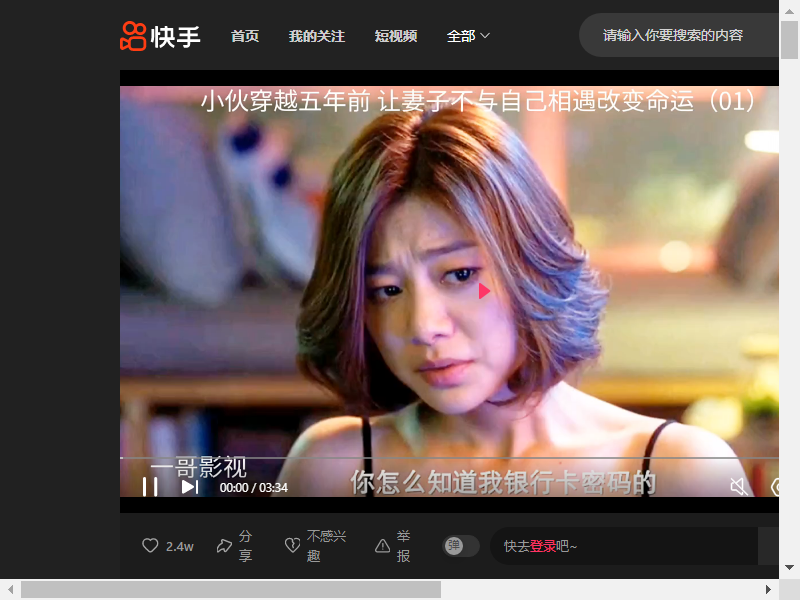 快手
首页
我的关注
短视频
全部
请输入你要搜索的内容
小伙穿越五年前 让妻子不与自己相遇改变命运（01）
一哥影视
你怎么知道我银行卡密码的
00:00 / 03:34
2.4w
分享
不感兴趣
举报
弹
快去登录吧~